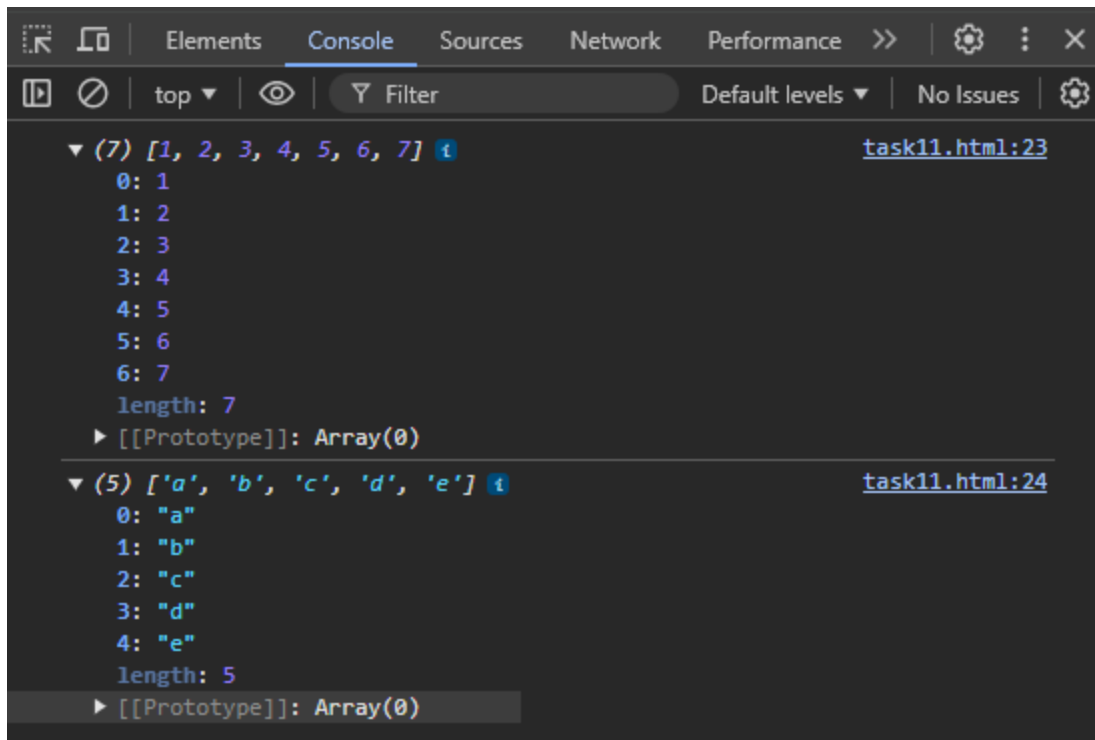 Elements Console Sources Network Performance
top Filter Default levels No Issues
(7) [1, 2, 3, 4, 5, 6, 7] i task11.html:23
0: 1
1: 2
2: 3
3: 4
4: 5
5: 6
6: 7
length: 7
[[Prototype]]: Array(0)
(5) ['a', 'b', 'c', 'd', 'e'] i task11.html:24
0: "a"
1: "b"
2: "c"
3: "d"
4: "e"
length: 5
[[Prototype]]: Array(0)